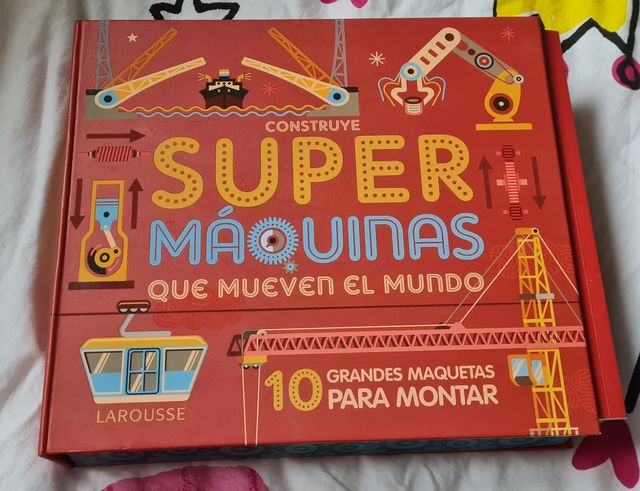 CONSTRUYE
SUPER
MÁQUINAS
QUE MUEVEN EL MUNDO
10 GRANDES MAQUETAS
PARA MONTAR
LAROUSSE